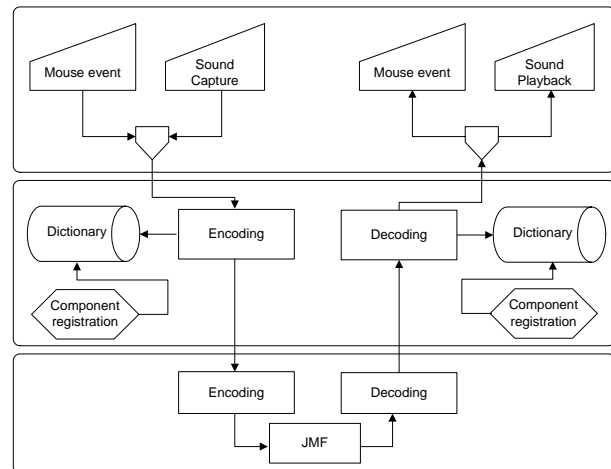 Mouse event
Sound
Capture
Mouse event
Sound
Playback
Dictionary
Encoding
Decoding
Dictionary
Component
registration
Component
registration
Encoding
Decoding
JMF